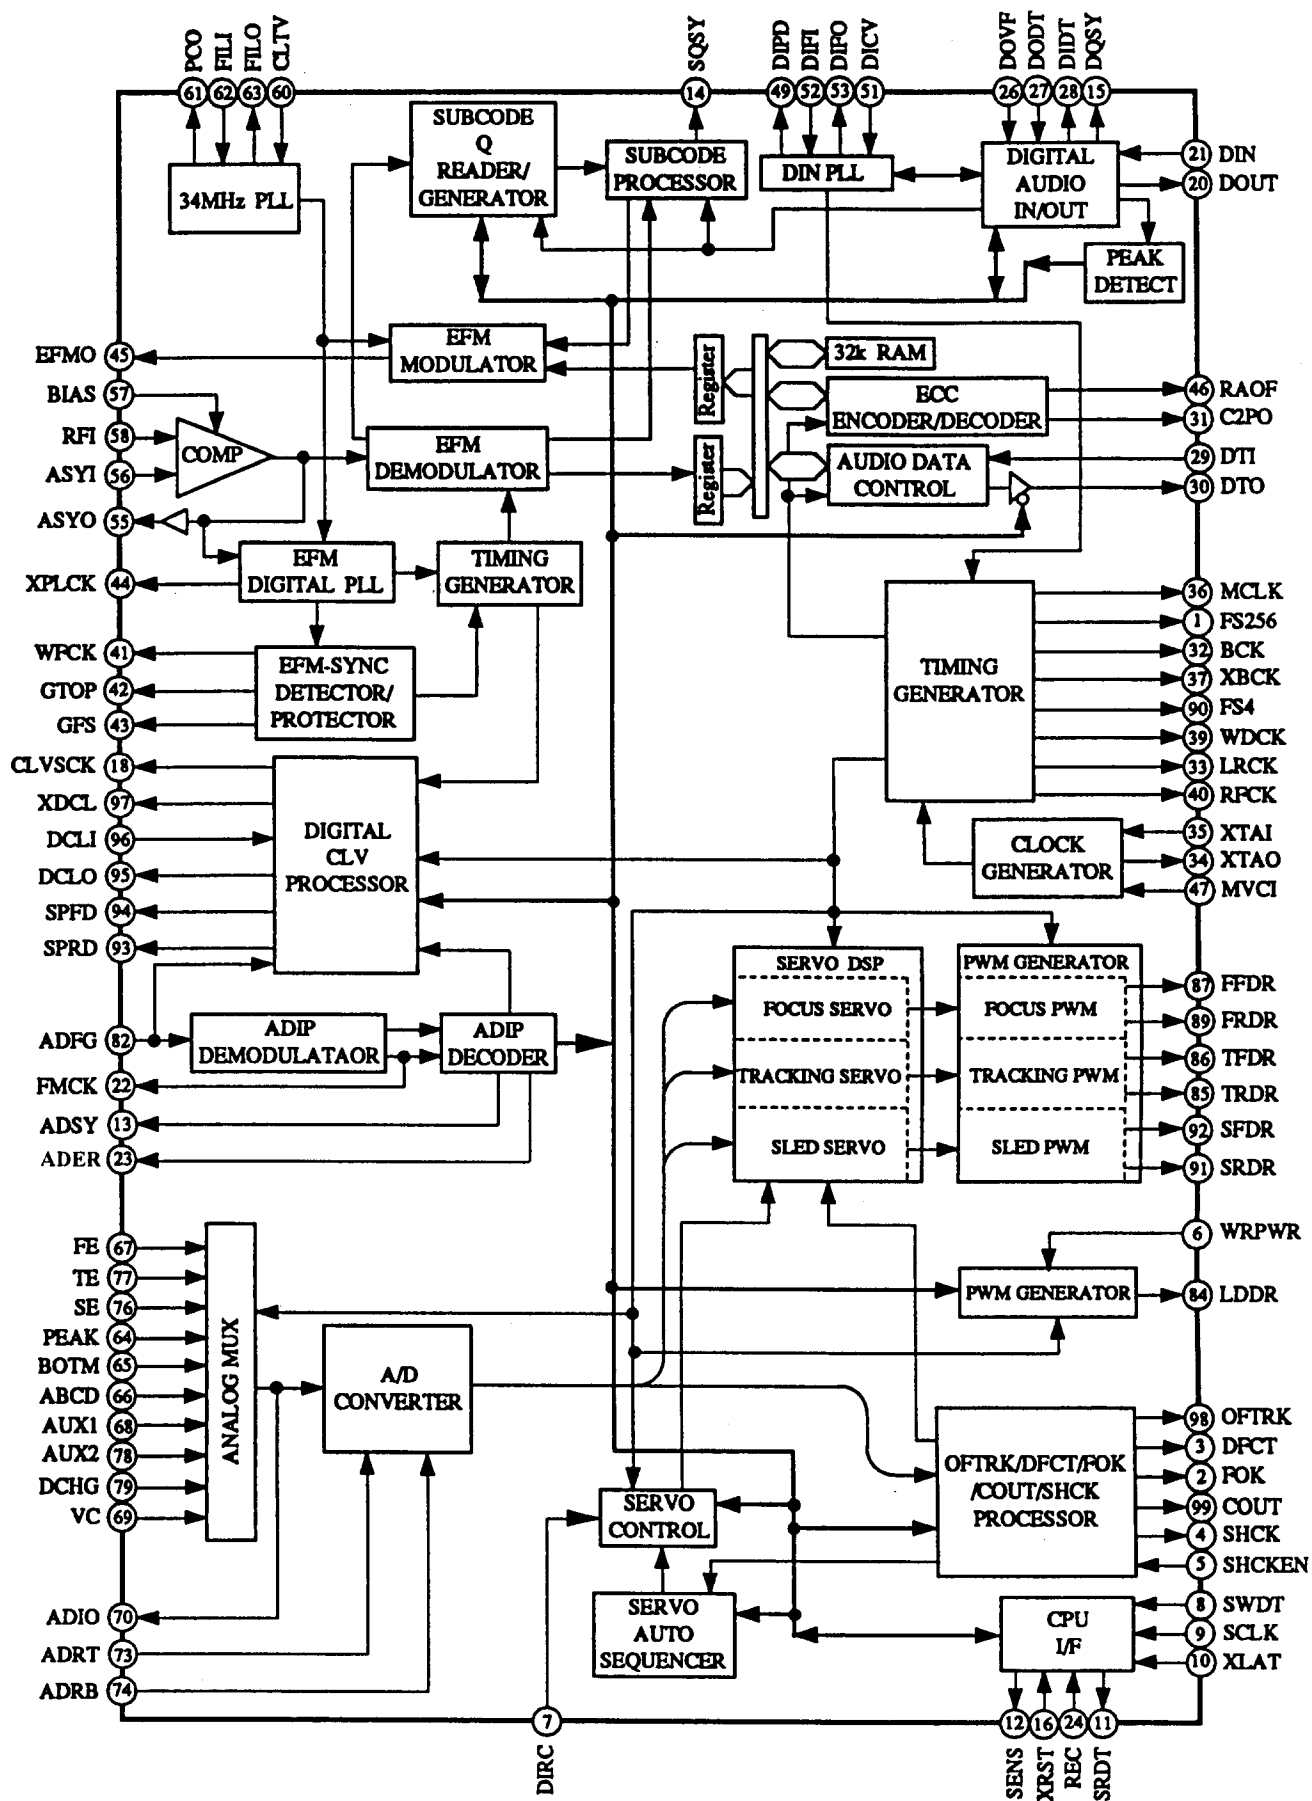 PCO
FILI
FILO
CLTV
SQSY
DIPD
DIFI
DIFO
DICV
DOVF
DODT
DIDT
DQSY
61
62
63
60
14
49
52
53
51
26
27
28
15
34MHz PLL
SUBCODE
Q
READER/
GENERATOR
SUBCODE
PROCESSOR
DIN PLL
DIGITAL
AUDIO
IN/OUT
21 DIN
20 DOUT
PEAK
DETECT
EFMO 45
BIAS 57
RFI 58
ASYI 56
ASYO 55
XPLCK 44
WFCK 41
GTOP 42
GFS 43
CLVSCK 18
XDCL 97
DCLI 96
DCLO 95
SPFD 94
SPRD 93
ADFG 82
FMCK 22
ADSY 13
ADER 23
EFM
MODULATOR
COMP
EFM
DEMODULATOR
Register
Register
32k RAM
ECC
ENCODER/DECODER
AUDIO DATA
CONTROL
46 RAOF
31 C2PO
29 DTI
30 DTO
EFM
DIGITAL PLL
TIMING
GENERATOR
EFM-SYNC
DETECTOR/
PROTECTOR
DIGITAL
CLV
PROCESSOR
TIMING
GENERATOR
36 MCLK
1 FS256
32 BCK
37 XBCK
90 FS4
39 WDCK
33 LRCK
40 RFCK
CLOCK
GENERATOR
35 XTAI
34 XTAO
47 MVCI
ADIP
DEMODULATAOR
ADIP
DECODER
SERVO DSP
FOCUS SERVO
TRACKING SERVO
SLED SERVO
PWM GENERATOR
FOCUS PWM
TRACKING PWM
SLED PWM
87 FFDR
89 FRDR
86 TFDR
85 TRDR
92 SFDR
91 SRDR
6 WRPWR
PWM GENERATOR
84 LDDR
FE 67
TE 77
SE 76
PEAK 64
BOTM 65
ABCD 66
AUX1 68
AUX2 78
DCHG 79
VC 69
ADIO 70
ADRT 73
ADRB 74
ANALOG MUX
A/D
CONVERTER
SERVO
CONTROL
SERVO
AUTO
SEQUENCER
OFTRK/DFCT/FOK
/COUT/SHCK
PROCESSOR
98 OFTRK
3 DFCT
2 FOK
99 COUT
4 SHCK
5 SHCKEN
CPU
I/F
8 SWDT
9 SCLK
10 XLAT
7
12
16
24
11
DIRC
SENS
XRST
REC
SRDT